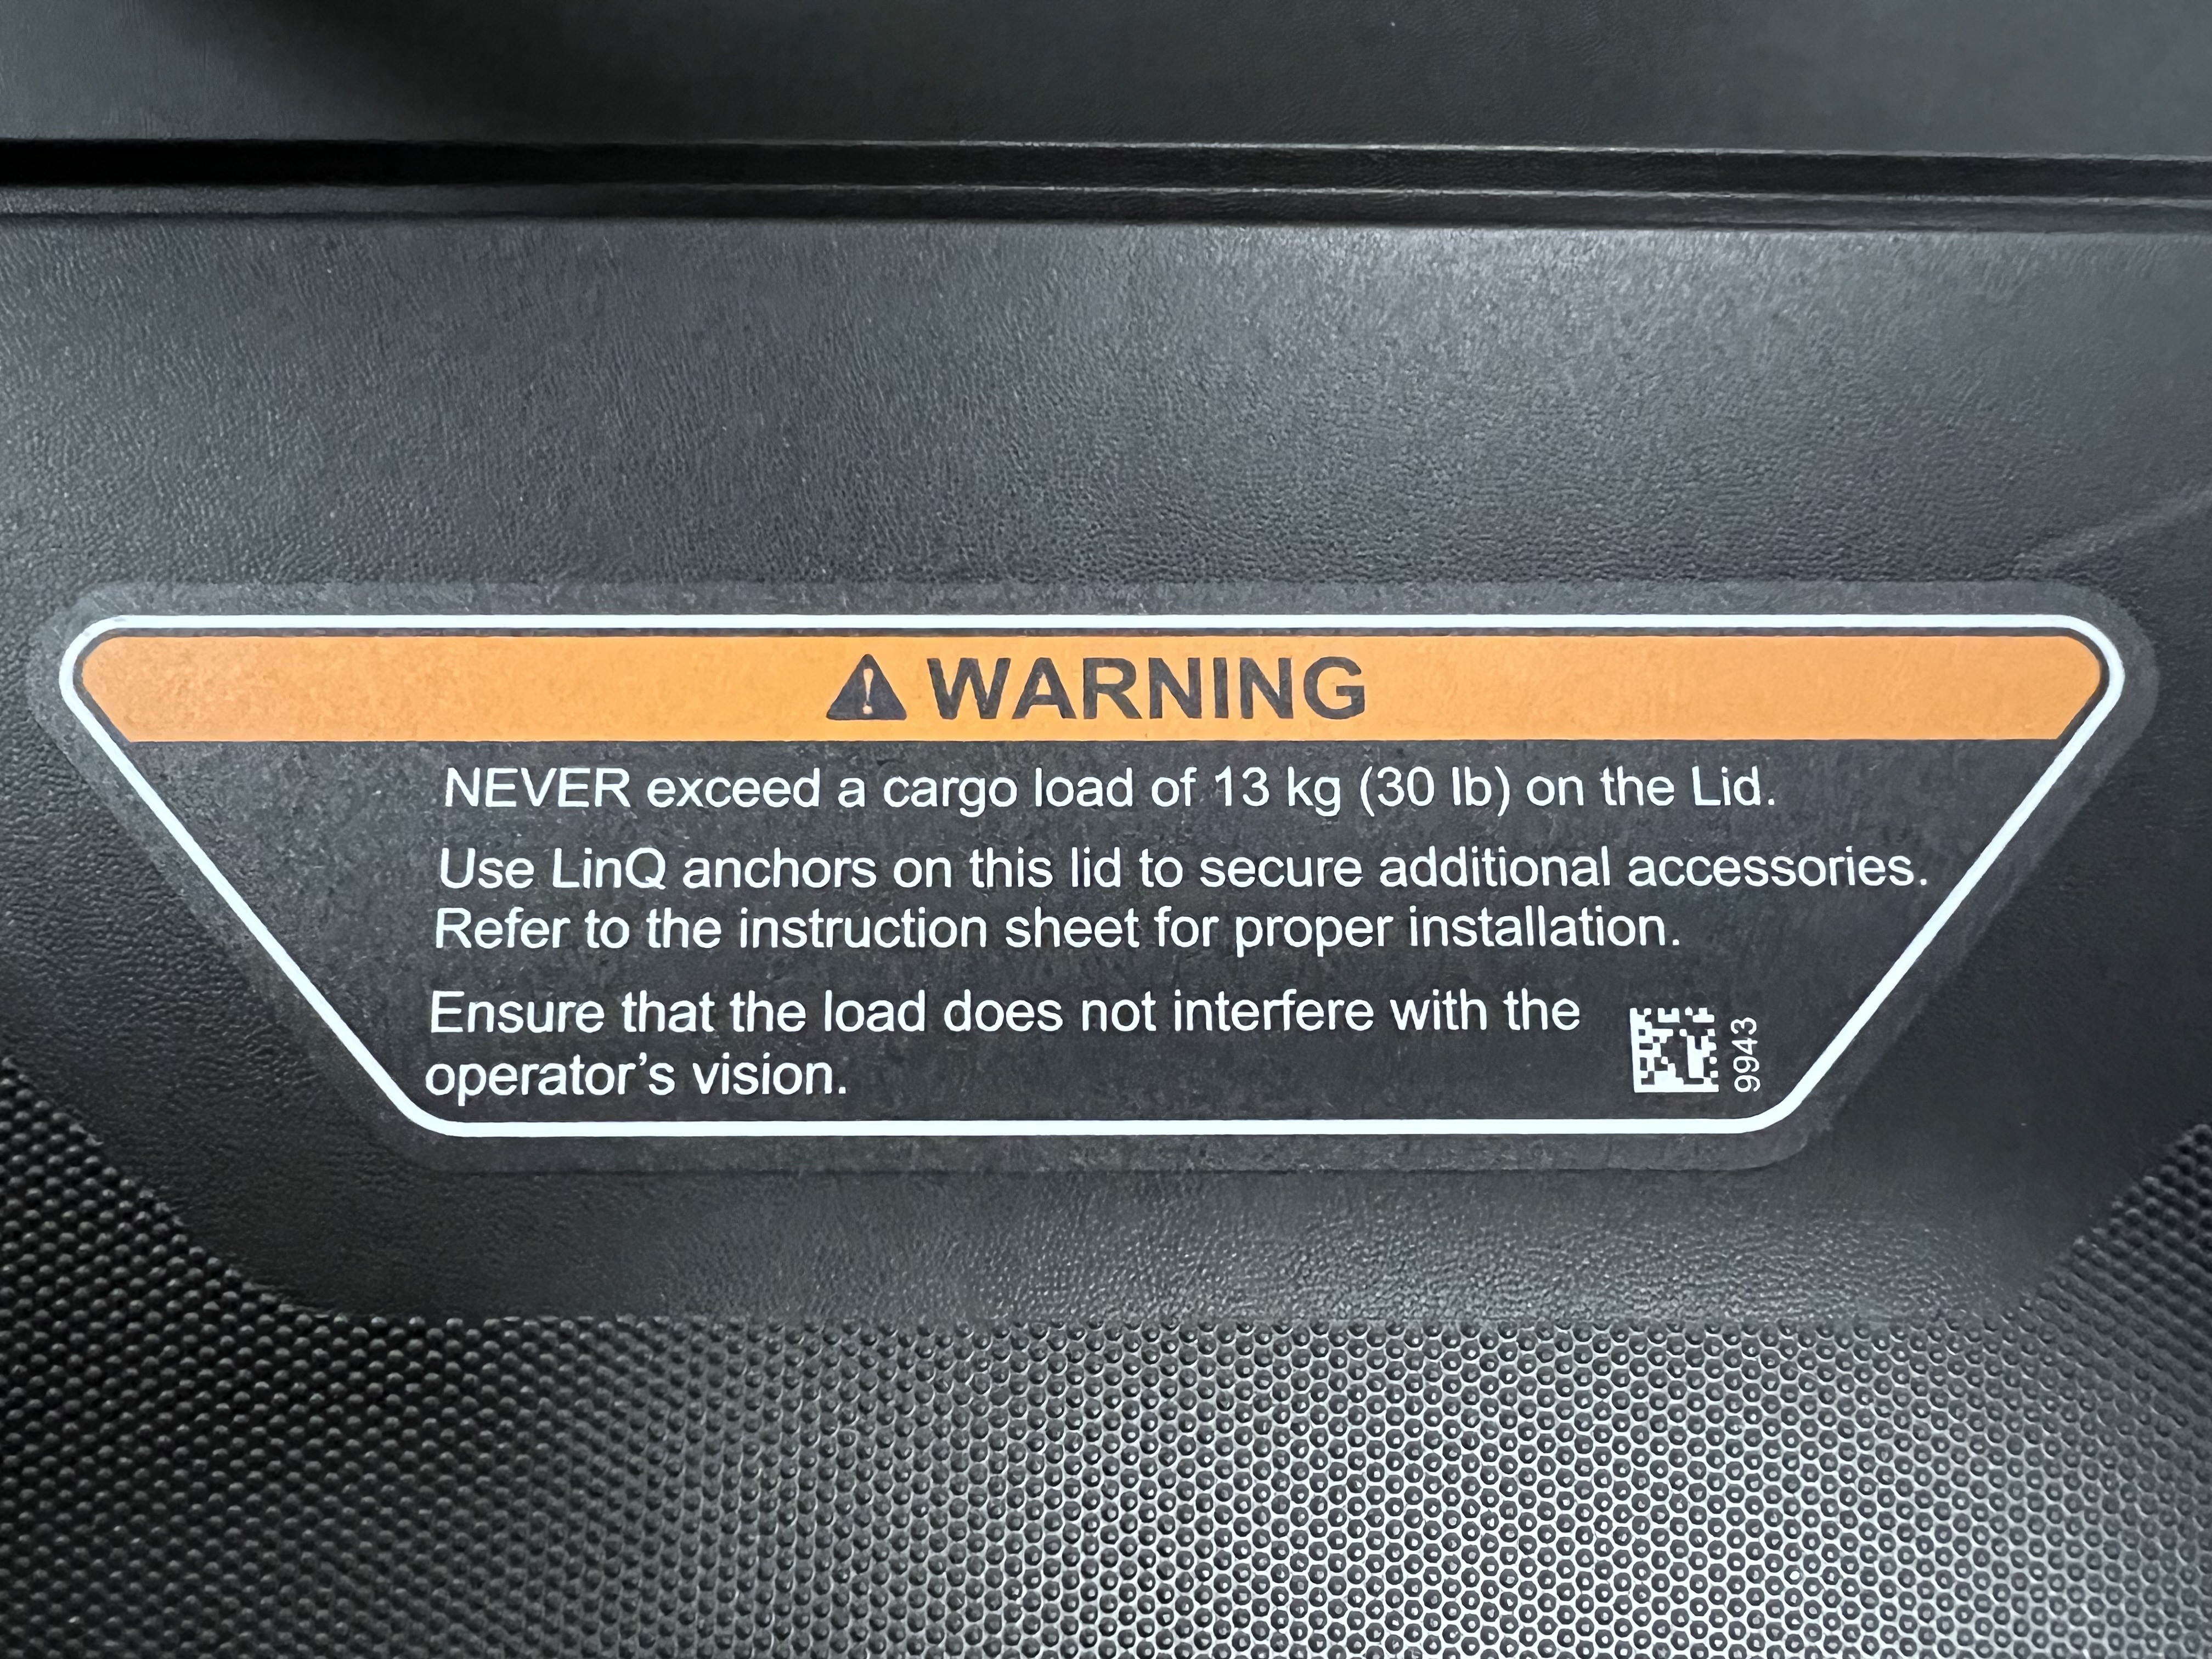 WARNING
NEVER exceed a cargo load of 13 kg (30 lb) on the Lid.
Use LinQ anchors on this lid to secure additional accessories.
Refer to the instruction sheet for proper installation.
Ensure that the load does not interfere with the
operator's vision.
9943